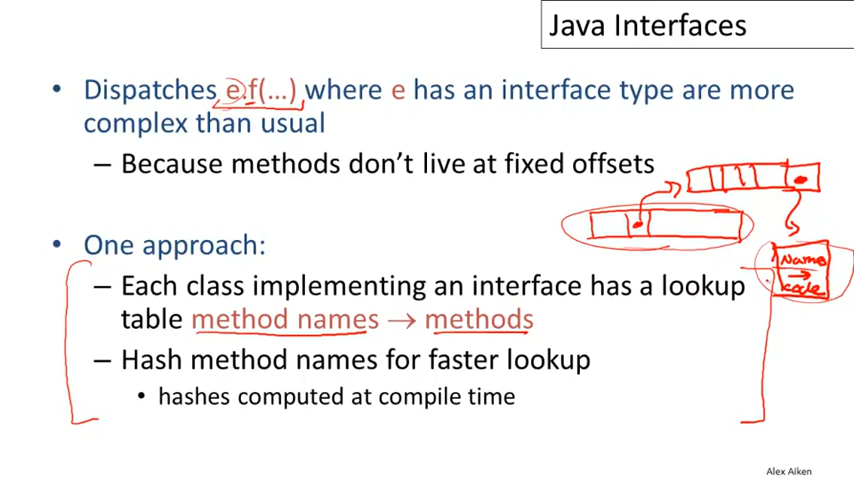 Java Interfaces
• Dispatches e.f(…) where e has an interface type are more
complex than usual
– Because methods don’t live at fixed offsets
• One approach:
– Each class implementing an interface has a lookup
table method names → methods
Name
→
code
– Hash method names for faster lookup
• hashes computed at compile time
Alex Aiken